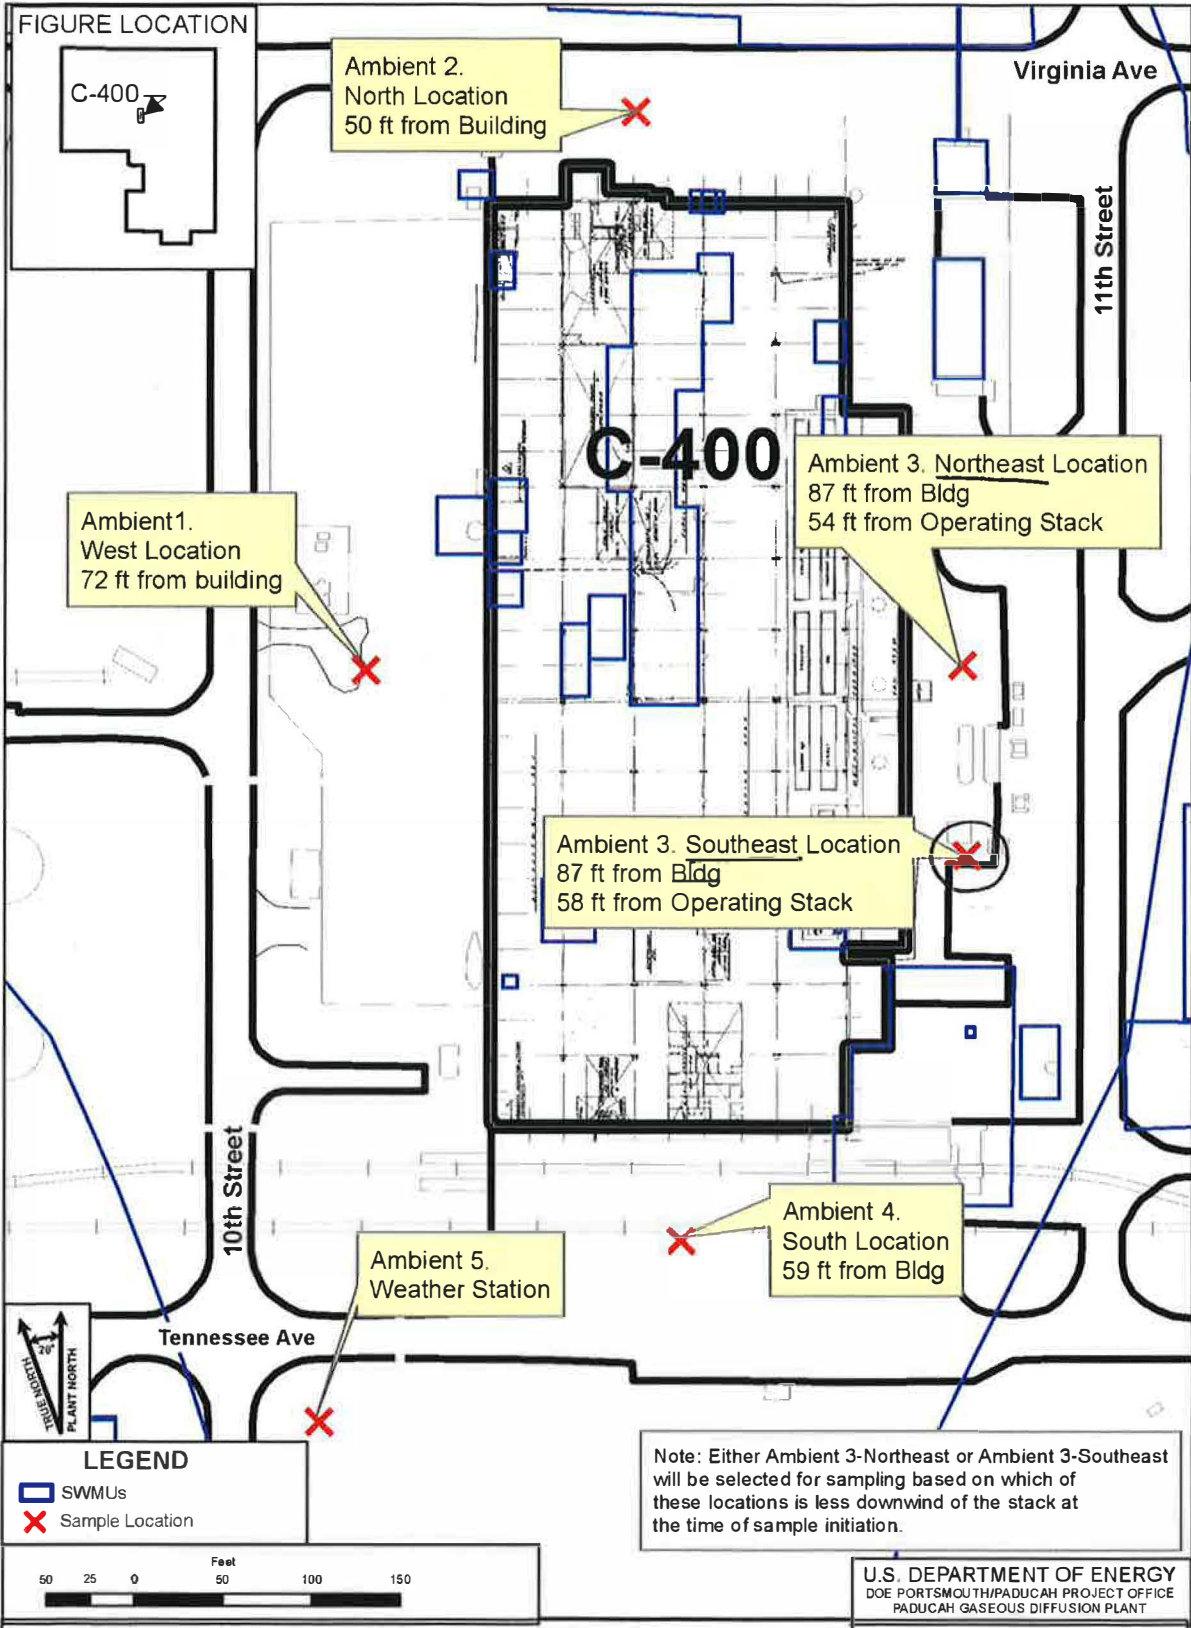 FIGURE LOCATION
C-400
Ambient 2.
North Location
50 ft from Building
Virginia Ave
11th Street
C-400
Ambient 3. Northeast Location
87 ft from Bldg
54 ft from Operating Stack
Ambient1.
West Location
72 ft from building
Ambient 3. Southeast Location
87 ft from Bldg
58 ft from Operating Stack
10th Street
Ambient 4.
South Location
59 ft from Bldg
Ambient 5.
Weather Station
Tennessee Ave
TRUE NORTH
PLANT NORTH
LEGEND
SWMUs
Sample Location
Note: Either Ambient 3-Northeast or Ambient 3-Southeast
will be selected for sampling based on which of
these locations is less downwind of the stack at
the time of sample initiation.
Feet
50 25 0 50 100 150
U.S. DEPARTMENT OF ENERGY
DOE PORTSMOUTH/PADUCAH PROJECT OFFICE
PADUCAH GASEOUS DIFFUSION PLANT